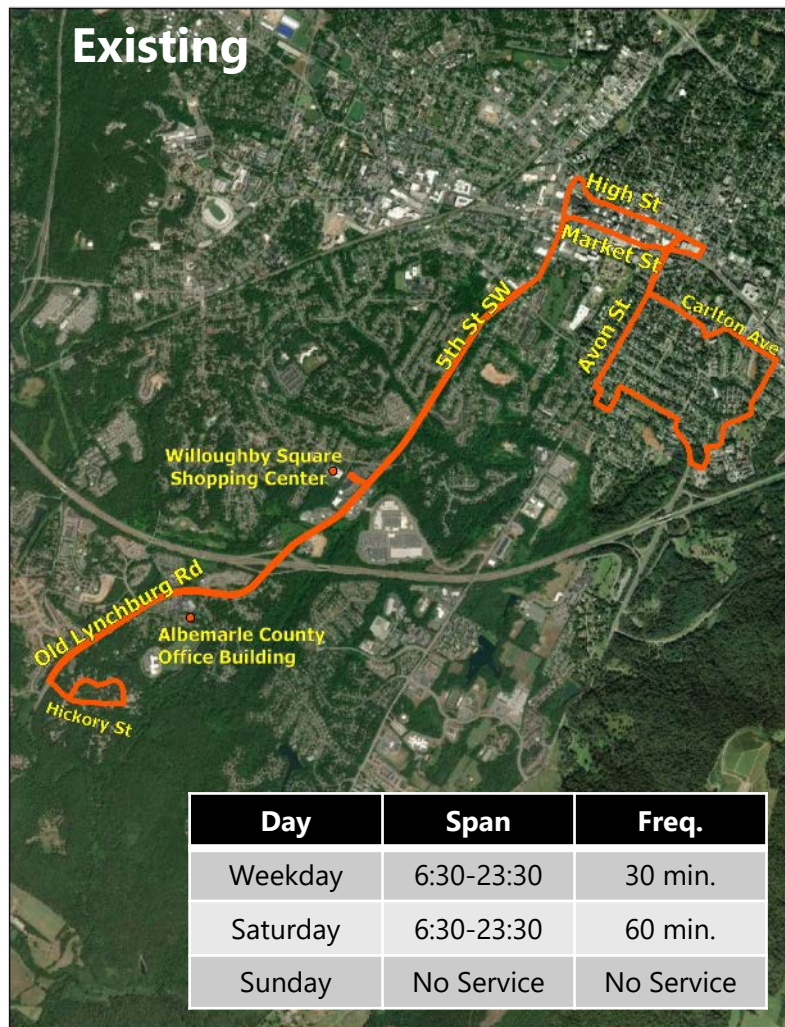 Existing
High St
Market St
Carlton Ave
Avon St
5th St SW
Willoughby Square
Shopping Center
Old Lynchburg Rd
Albemarle County
Office Building
Hickory St
Day Span Freq.
Weekday 6:30-23:30 30 min.
Saturday 6:30-23:30 60 min.
Sunday No Service No Service